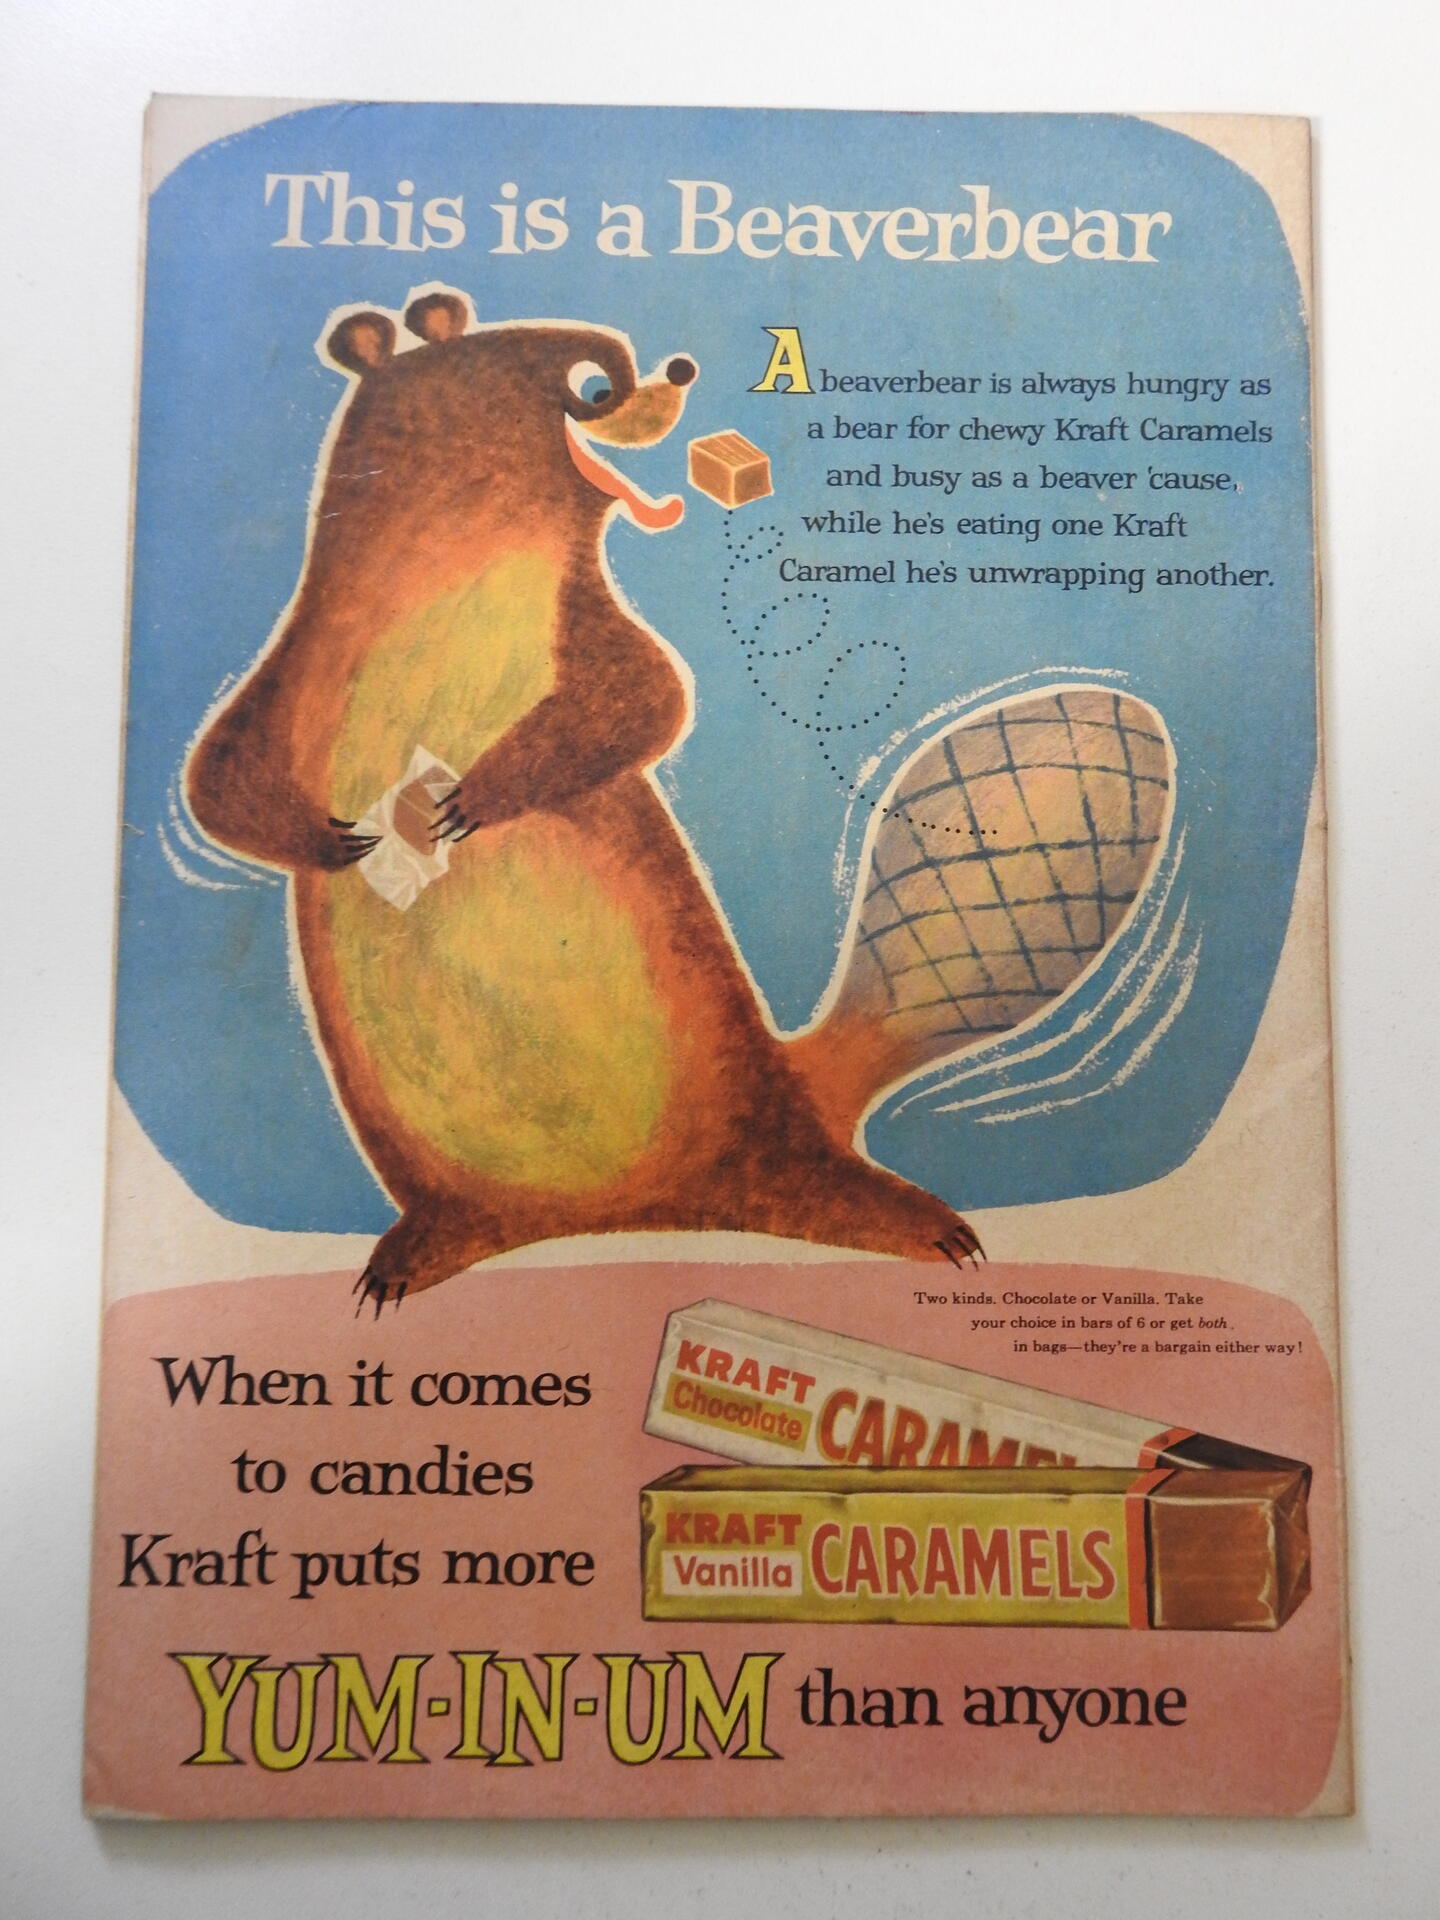 This is a Beaverbear
A beaverbear is always hungry as
a bear for chewy Kraft Caramels
and busy as a beaver 'cause,
while he's eating one Kraft
Caramel he's unwrapping another.
Two kinds. Chocolate or Vanilla. Take
your choice in bars of 6 or get both,
in bags—they're a bargain either way!
KRAFT
Chocolate CARAMEL
KRAFT
Vanilla CARAMELS
When it comes
to candies
Kraft puts more
YUM-IN-UM than anyone